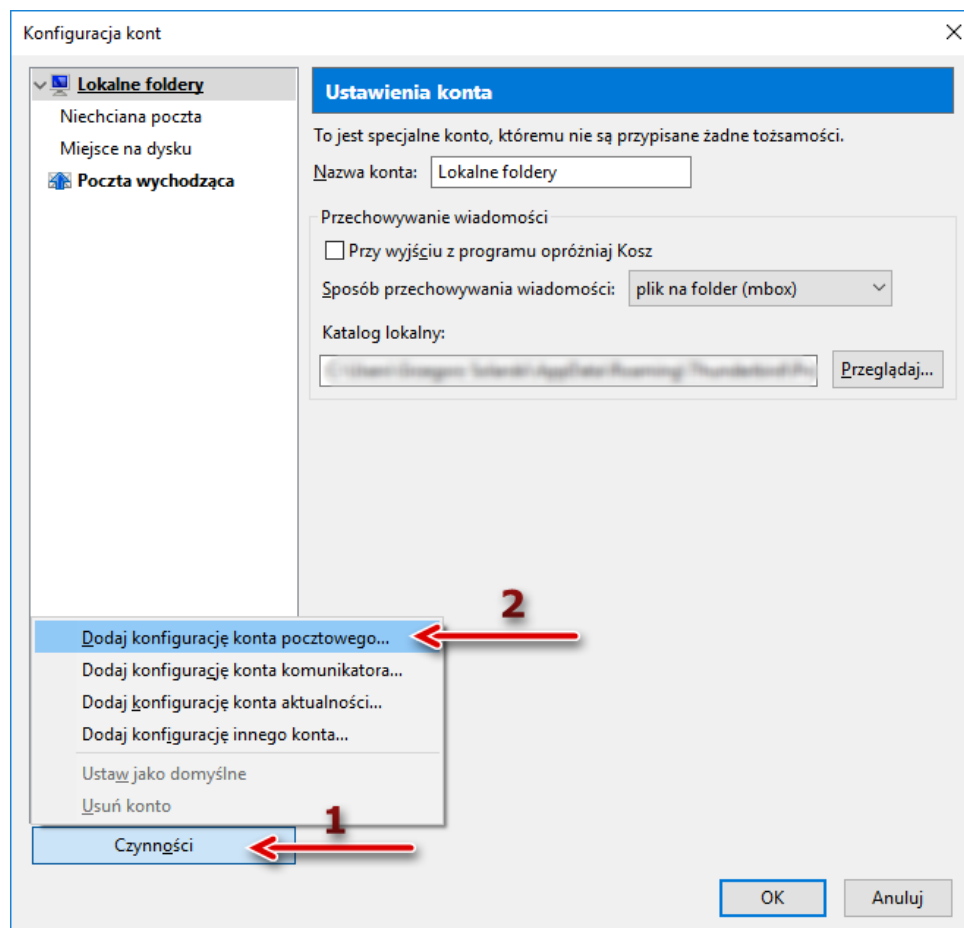 Konfiguracja kont
Lokalne foldery
Niechciana poczta
Miejsce na dysku
Poczta wychodząca
Ustawienia konta
To jest specjalne konto, któremu nie są przypisane żadne tożsamości.
Nazwa konta: Lokalne foldery
Przechowywanie wiadomości
Przy wyjściu z programu opróżniaj Kosz
Sposób przechowywania wiadomości: plik na folder (mbox)
Katalog lokalny:
Przeglądaj...
2
Dodaj konfigurację konta pocztowego...
Dodaj konfigurację konta komunikatora...
Dodaj konfigurację konta aktualności...
Dodaj konfigurację innego konta...
Ustaw jako domyślne
Usuń konto
1
Czynności
OK Anuluj